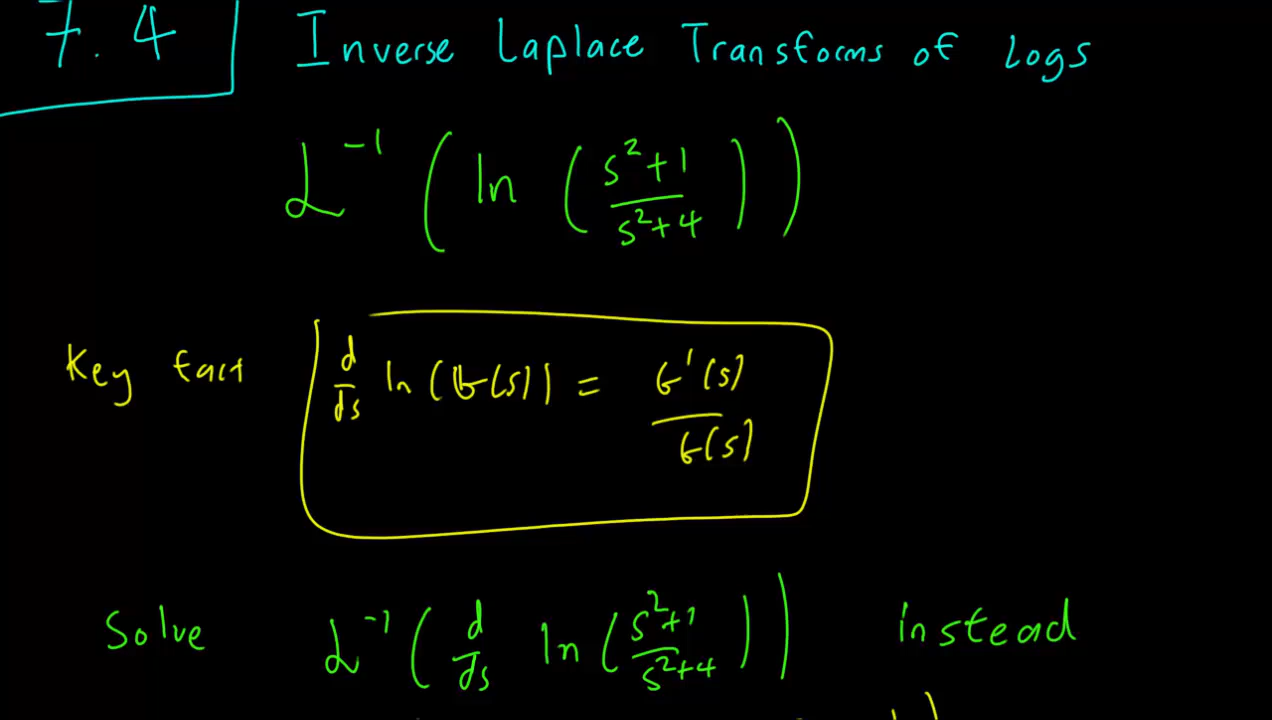 7.4 Inverse Laplace Transforms of Logs
L⁻¹ ( ln ( (s²+1)/(s²+4) ) )
Key fact d/ds ln(G(s)) = G'(s)/G(s)
Solve L⁻¹ ( d/ds ln ( (s²+1)/(s²+4) ) ) instead